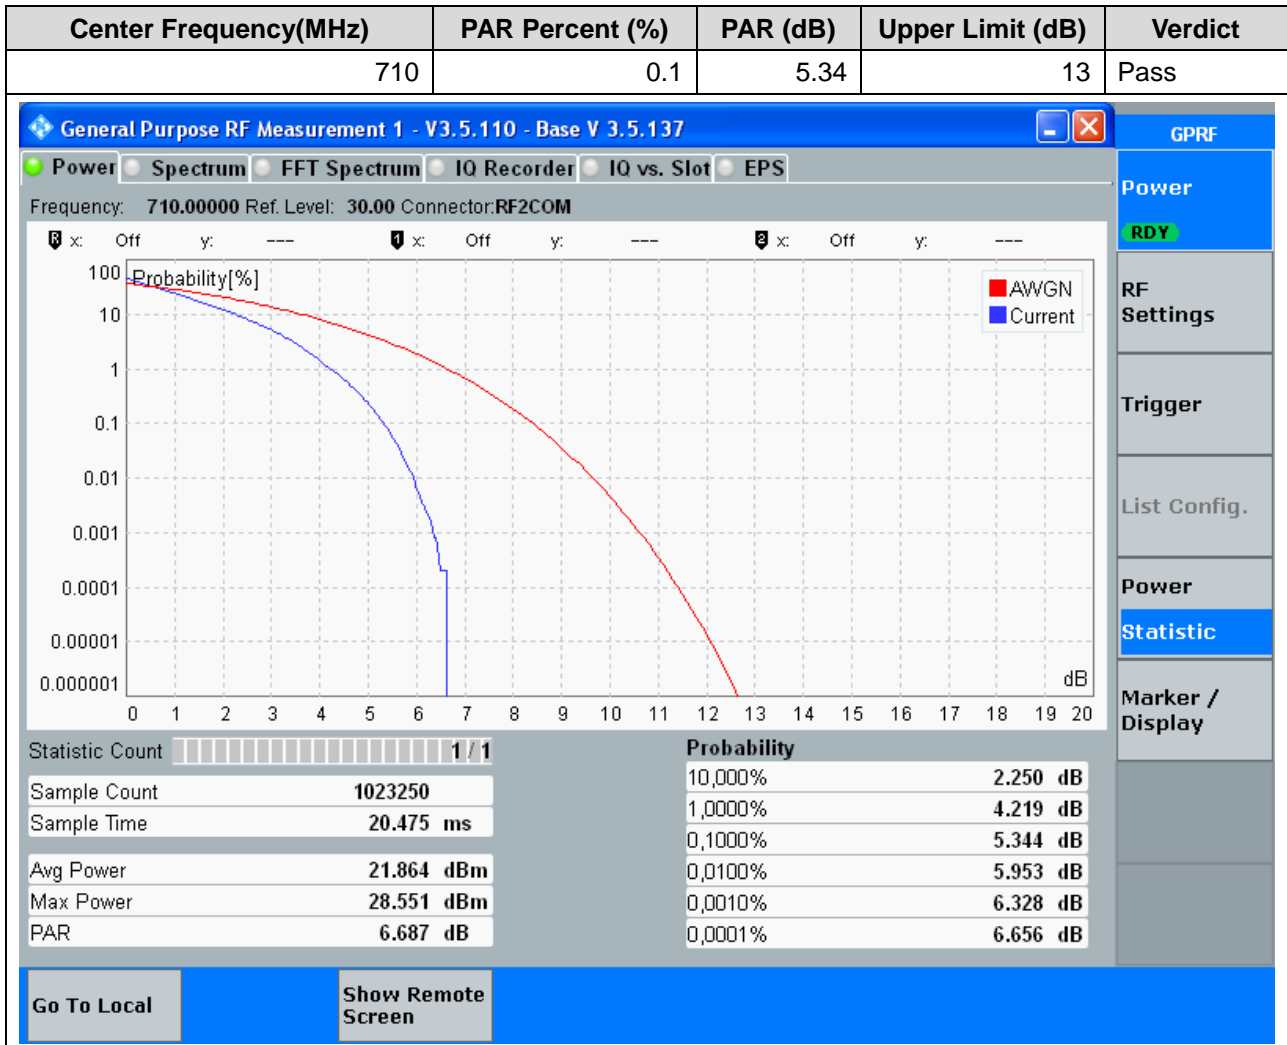 Center Frequency(MHz) PAR Percent (%) PAR (dB) Upper Limit (dB) Verdict
710 0.1 5.34 13 Pass
General Purpose RF Measurement 1 - V3.5.110 - Base V 3.5.137
GPRF
Power Spectrum FFT Spectrum IQ Recorder IQ vs. Slot EPS
Frequency: 710.00000 Ref. Level: 30.00 Connector:RF2COM
R x: Off y: --- 1 x: Off y: --- 2 x: Off y: ---
Probability[%]
AWGN
Current
100
10
1
0.1
0.01
0.001
0.0001
0.00001
0.000001
dB
0 1 2 3 4 5 6 7 8 9 10 11 12 13 14 15 16 17 18 19 20
Statistic Count 1 / 1
Sample Count 1023250
Sample Time 20.475 ms
Avg Power 21.864 dBm
Max Power 28.551 dBm
PAR 6.687 dB
Probability
10,000% 2.250 dB
1,0000% 4.219 dB
0,1000% 5.344 dB
0,0100% 5.953 dB
0,0010% 6.328 dB
0,0001% 6.656 dB
Power
RDY
RF
Settings
Trigger
List Config.
Power
Statistic
Marker /
Display
Go To Local
Show Remote
Screen